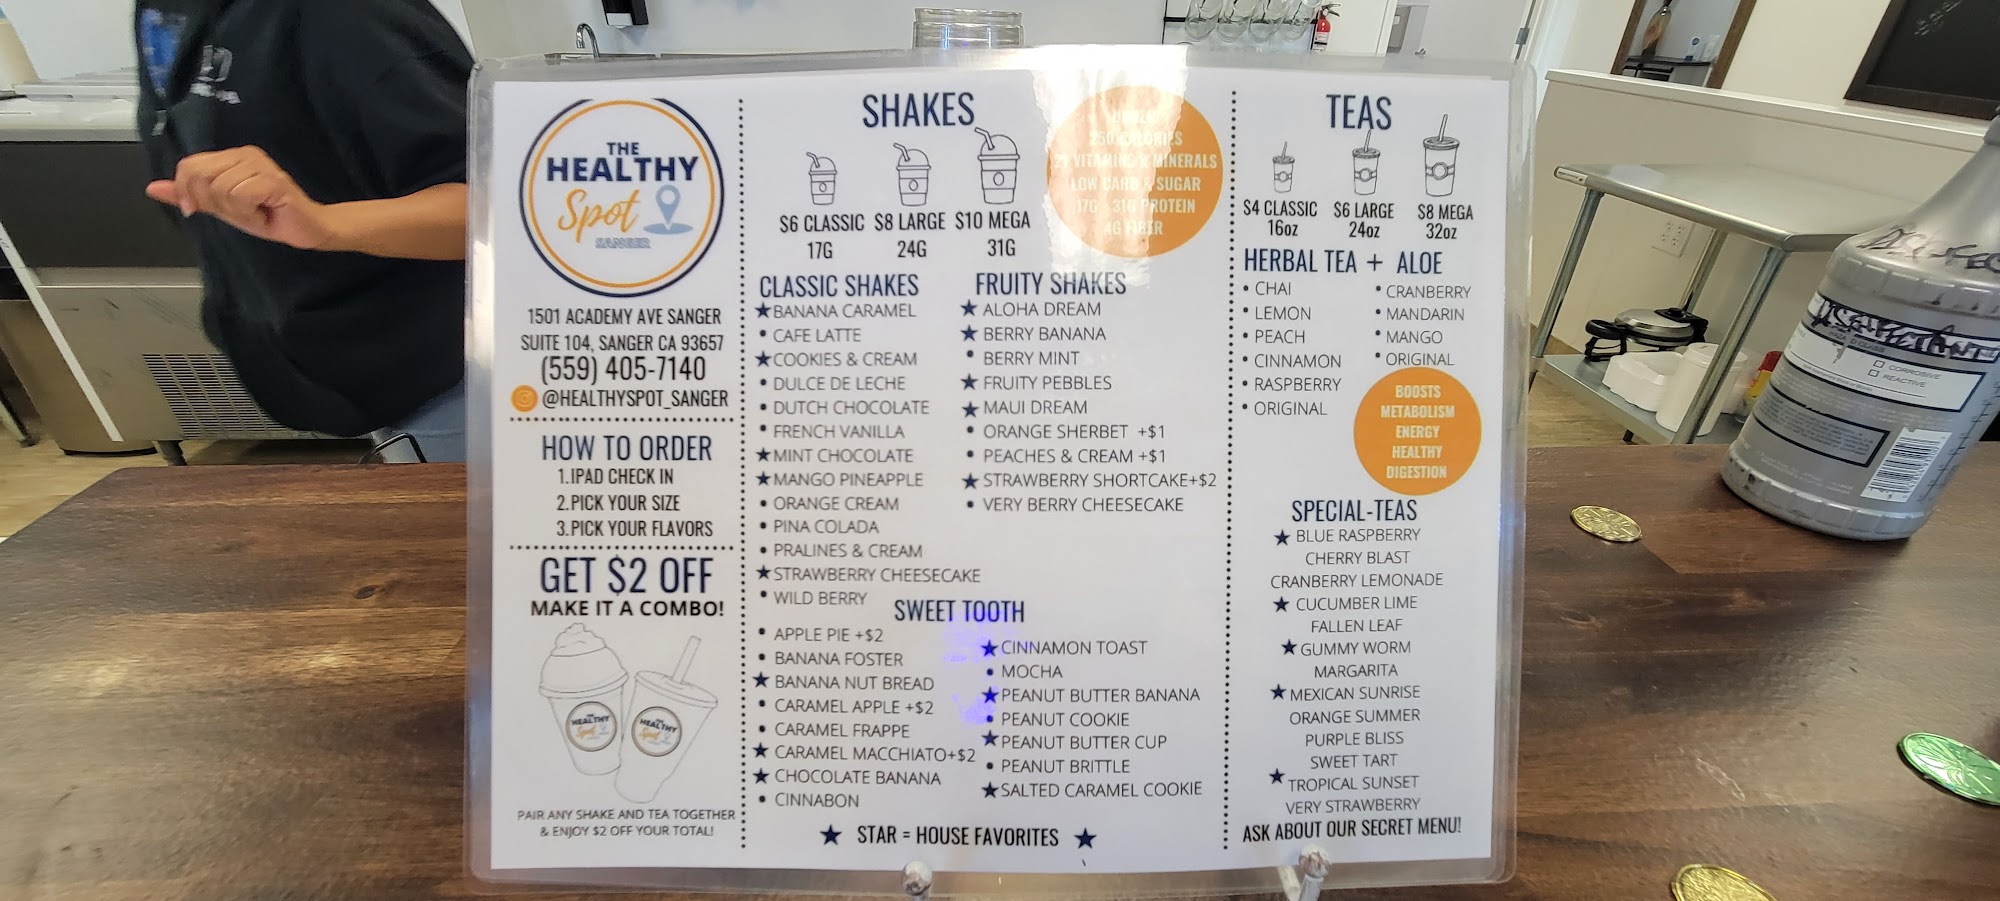 THE
HEALTHY
Spot
SANGER
1501 ACADEMY AVE SANGER
SUITE 104, SANGER CA 93657
(559) 405-7140
@HEALTHYSPOT_SANGER
HOW TO ORDER
1.IPAD CHECK IN
2.PICK YOUR SIZE
3.PICK YOUR FLAVORS
GET $2 OFF
MAKE IT A COMBO!
THE
HEALTHY
Spot
THE
HEALTHY
Spot
PAIR ANY SHAKE AND TEA TOGETHER
& ENJOY $2 OFF YOUR TOTAL!
SHAKES
$6 CLASSIC $8 LARGE $10 MEGA
17G 24G 31G
250 CALORIES
21 VITAMINS & MINERALS
LOW CARB & SUGAR
17G - 31G PROTEIN
4G FIBER
CLASSIC SHAKES
★ BANANA CARAMEL
• CAFE LATTE
★ COOKIES & CREAM
• DULCE DE LECHE
• DUTCH CHOCOLATE
• FRENCH VANILLA
★ MINT CHOCOLATE
★ MANGO PINEAPPLE
• ORANGE CREAM
• PINA COLADA
• PRALINES & CREAM
★ STRAWBERRY CHEESECAKE
• WILD BERRY
FRUITY SHAKES
★ ALOHA DREAM
★ BERRY BANANA
• BERRY MINT
★ FRUITY PEBBLES
★ MAUI DREAM
• ORANGE SHERBET +$1
• PEACHES & CREAM +$1
★ STRAWBERRY SHORTCAKE+$2
• VERY BERRY CHEESECAKE
SWEET TOOTH
• APPLE PIE +$2
• BANANA FOSTER
★ BANANA NUT BREAD
• CARAMEL APPLE +$2
• CARAMEL FRAPPE
★ CARAMEL MACCHIATO+$2
★ CHOCOLATE BANANA
• CINNABON
★ CINNAMON TOAST
• MOCHA
★ PEANUT BUTTER BANANA
• PEANUT COOKIE
★ PEANUT BUTTER CUP
• PEANUT BRITTLE
★ SALTED CARAMEL COOKIE
★ STAR = HOUSE FAVORITES ★
TEAS
$4 CLASSIC $6 LARGE $8 MEGA
16oz 24oz 32oz
HERBAL TEA + ALOE
• CHAI
• LEMON
• PEACH
• CINNAMON
• RASPBERRY
• ORIGINAL
• CRANBERRY
• MANDARIN
• MANGO
• ORIGINAL
BOOSTS
METABOLISM
ENERGY
HEALTHY
DIGESTION
SPECIAL-TEAS
★ BLUE RASPBERRY
CHERRY BLAST
CRANBERRY LEMONADE
★ CUCUMBER LIME
FALLEN LEAF
★ GUMMY WORM
MARGARITA
★ MEXICAN SUNRISE
ORANGE SUMMER
PURPLE BLISS
SWEET TART
★ TROPICAL SUNSET
VERY STRAWBERRY
ASK ABOUT OUR SECRET MENU!
CORROSIVE
REACTIVE